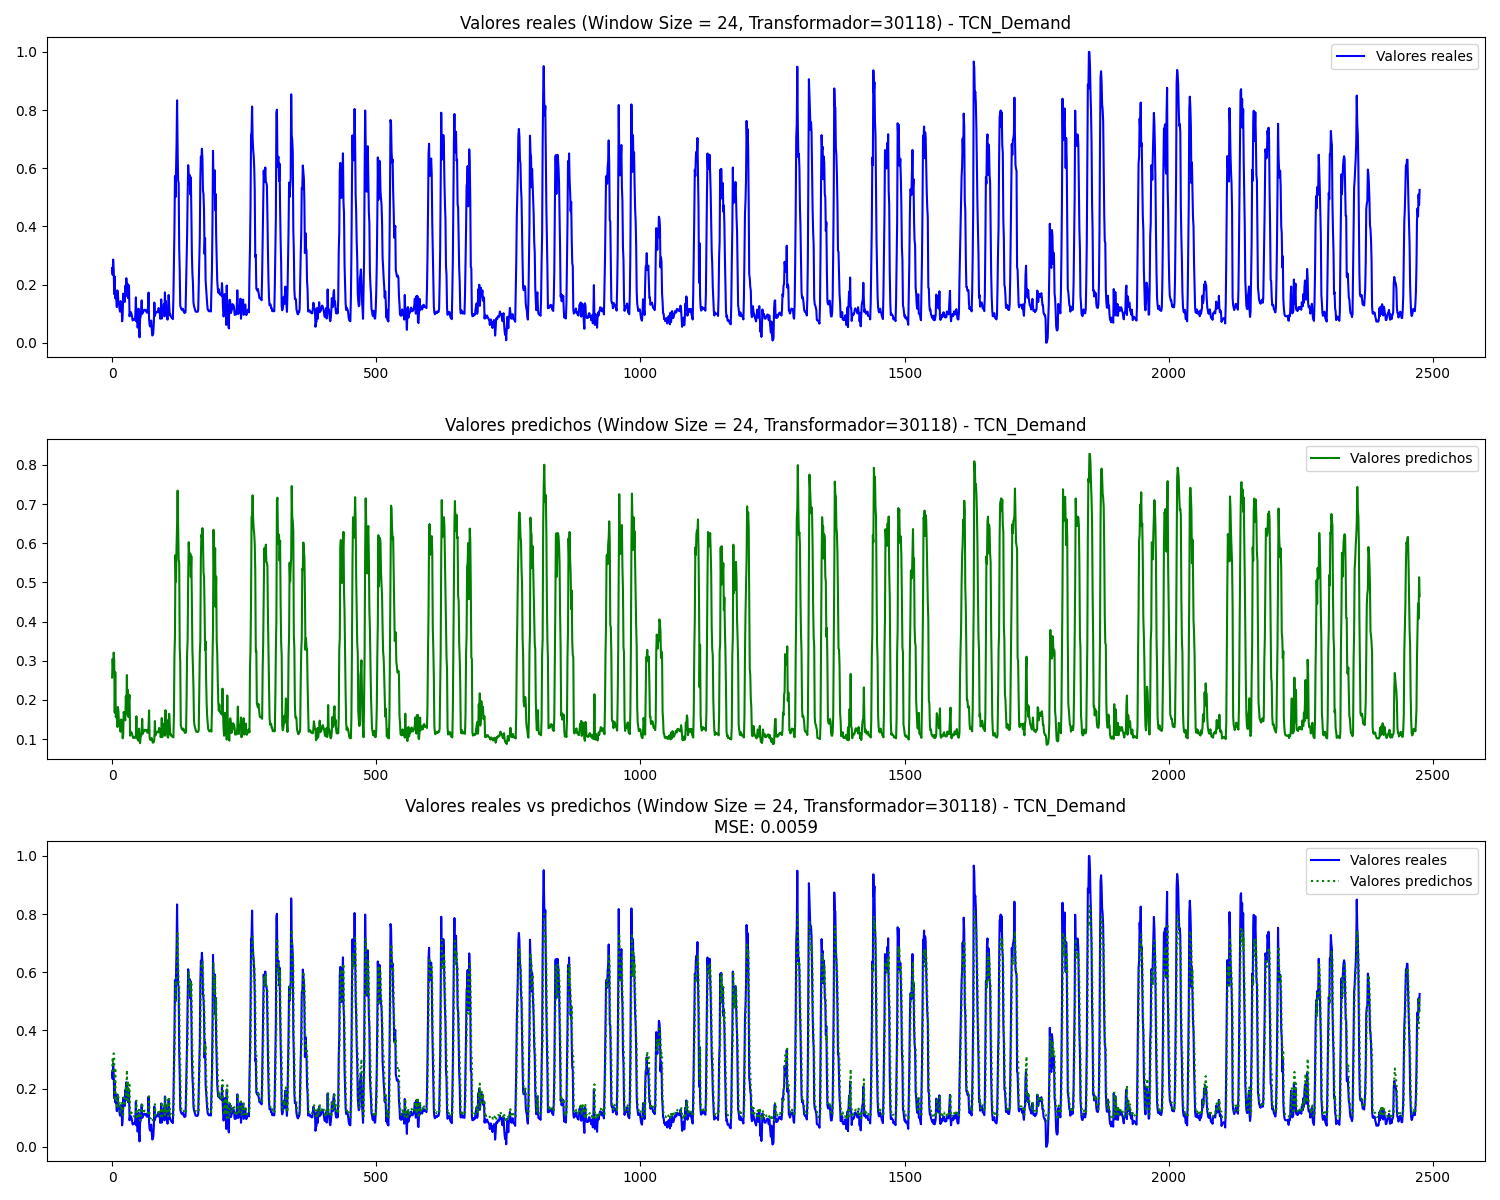 Valores reales (Window Size = 24, Transformador=30118) - TCN_Demand
Valores reales
1.0
0.8
0.6
0.4
0.2
0.0
0 500 1000 1500 2000 2500
Valores predichos (Window Size = 24, Transformador=30118) - TCN_Demand
Valores predichos
0.8
0.7
0.6
0.5
0.4
0.3
0.2
0.1
0 500 1000 1500 2000 2500
Valores reales vs predichos (Window Size = 24, Transformador=30118) - TCN_Demand
MSE: 0.0059
Valores reales
Valores predichos
1.0
0.8
0.6
0.4
0.2
0.0
0 500 1000 1500 2000 2500